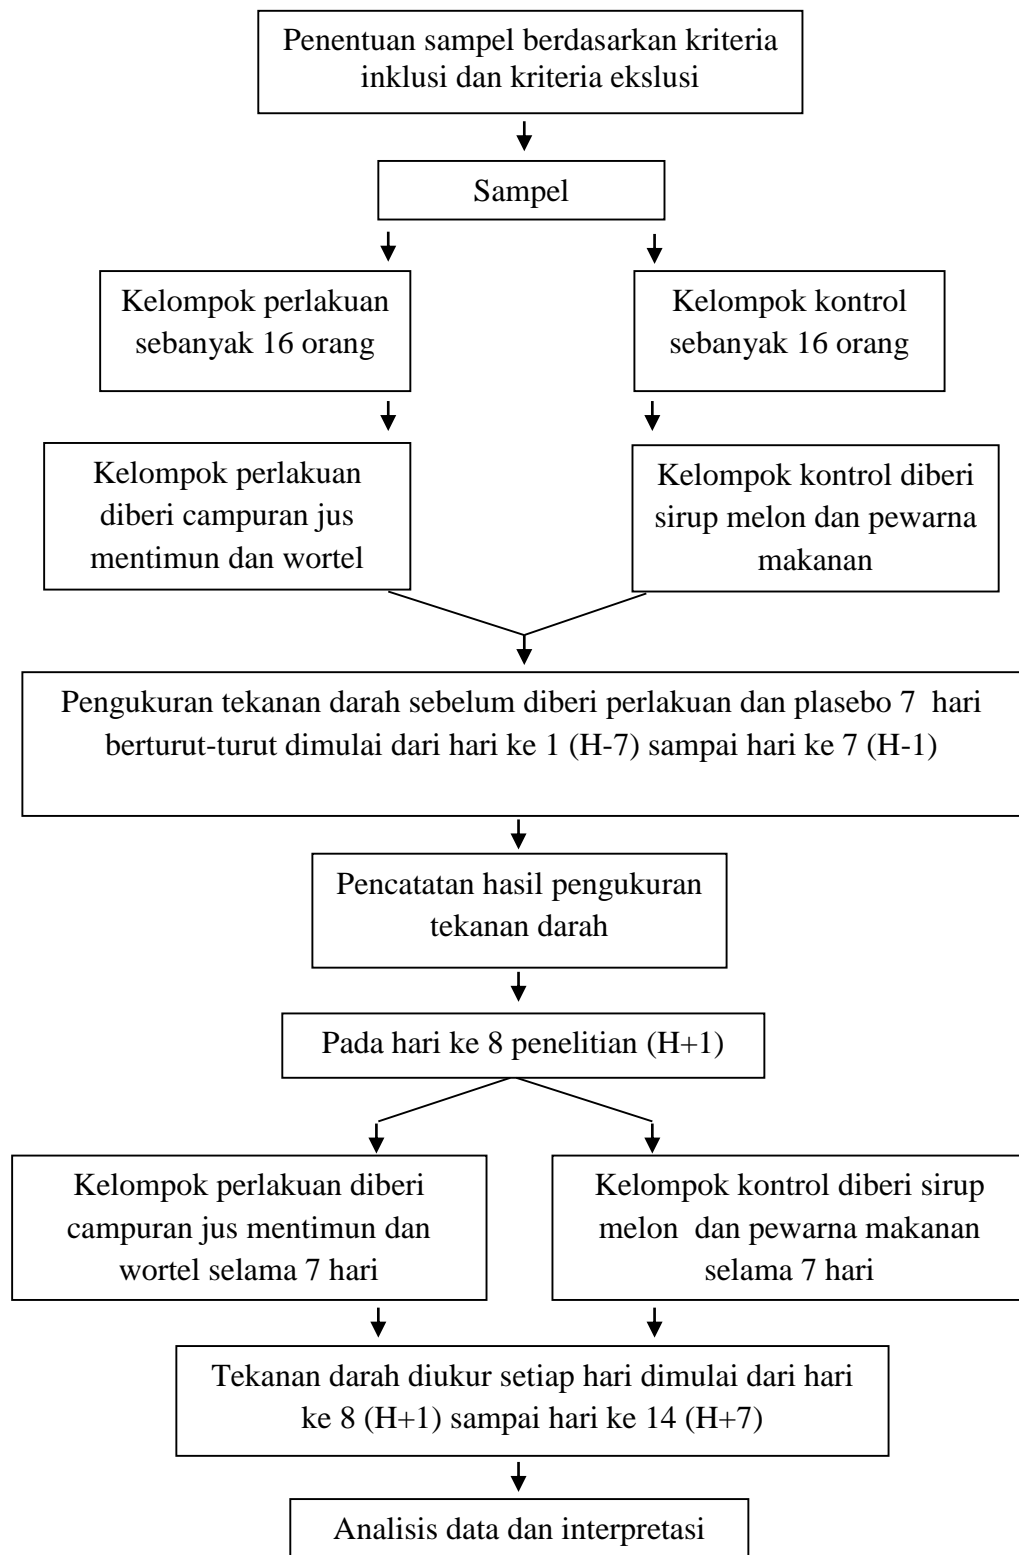 Penentuan sampel berdasarkan kriteria
inklusi dan kriteria ekslusi
Sampel
Kelompok perlakuan
sebanyak 16 orang
Kelompok kontrol
sebanyak 16 orang
Kelompok perlakuan
diberi campuran jus
mentimun dan wortel
Kelompok kontrol diberi
sirup melon dan pewarna
makanan
Pengukuran tekanan darah sebelum diberi perlakuan dan plasebo 7 hari
berturut-turut dimulai dari hari ke 1 (H-7) sampai hari ke 7 (H-1)
Pencatatan hasil pengukuran
tekanan darah
Pada hari ke 8 penelitian (H+1)
Kelompok perlakuan diberi
campuran jus mentimun dan
wortel selama 7 hari
Kelompok kontrol diberi sirup
melon dan pewarna makanan
selama 7 hari
Tekanan darah diukur setiap hari dimulai dari hari
ke 8 (H+1) sampai hari ke 14 (H+7)
Analisis data dan interpretasi